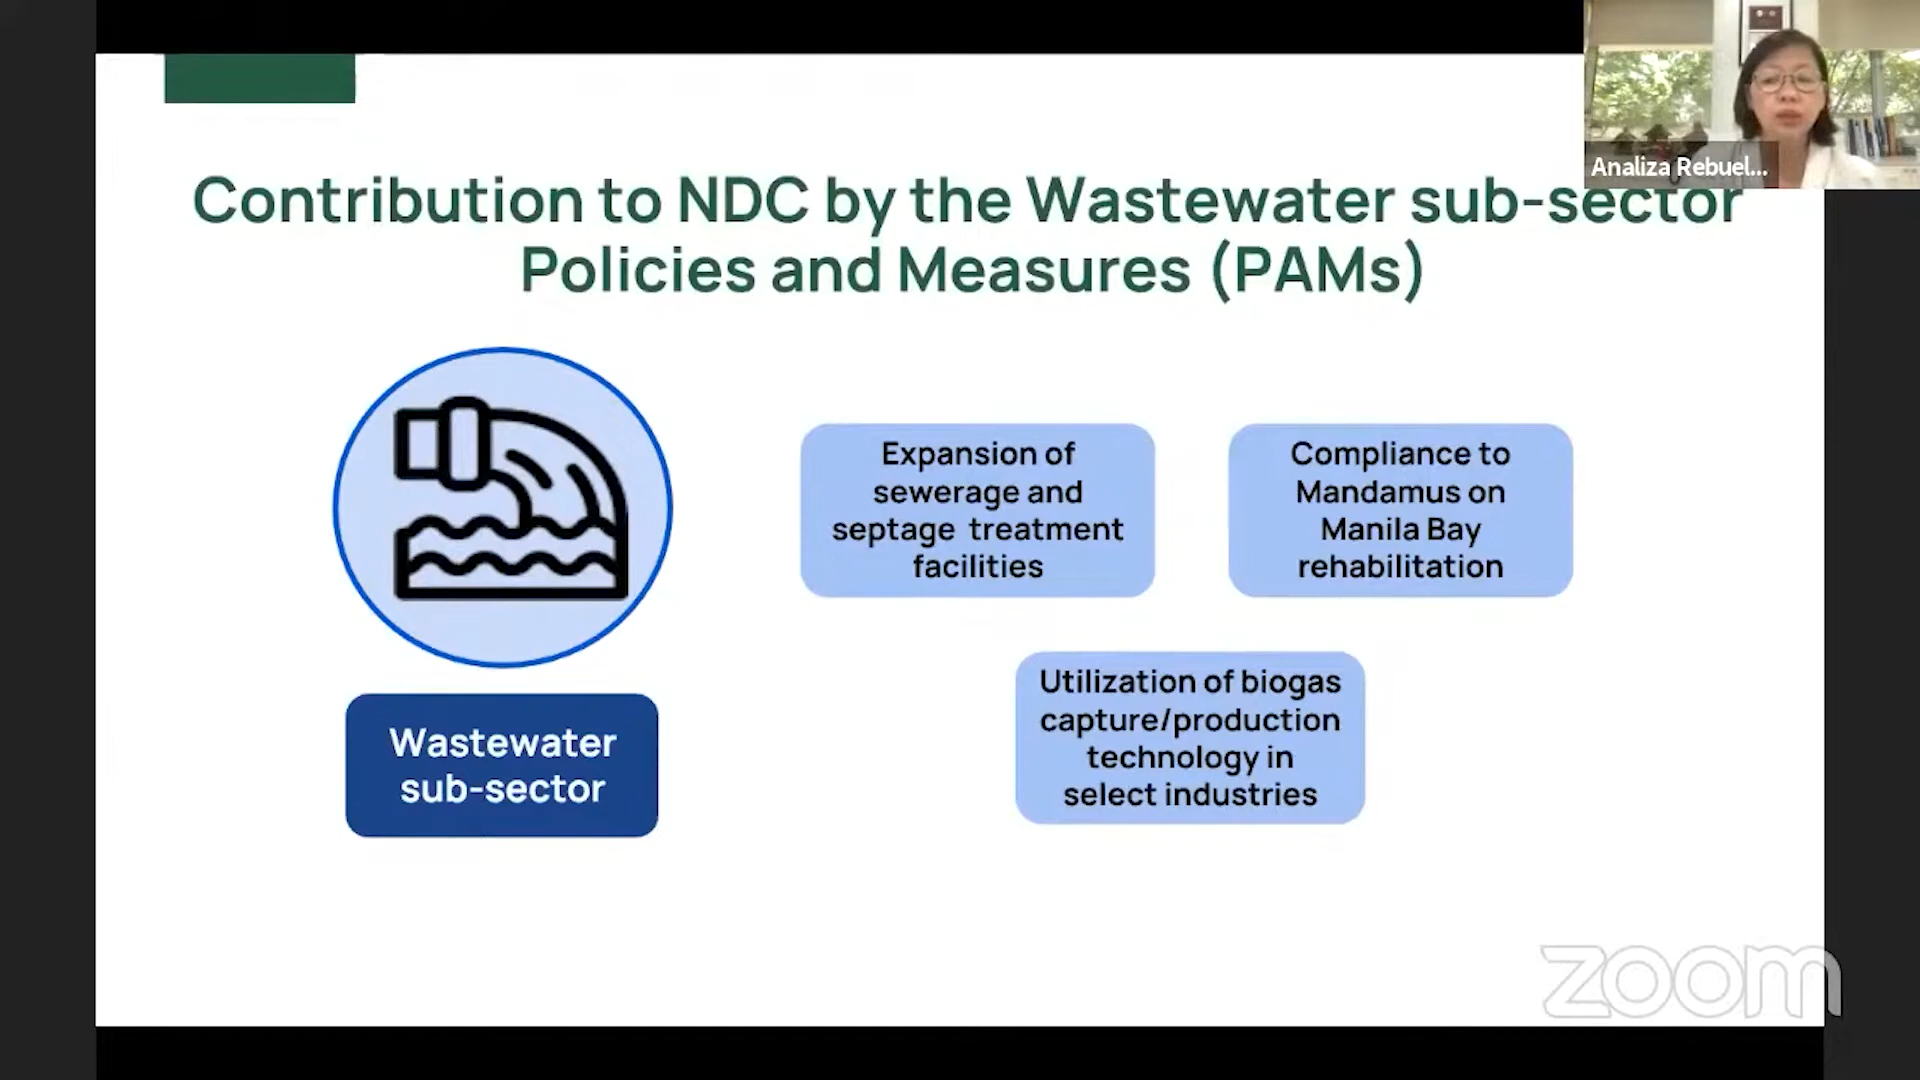 Analiza Rebuel...
Contribution to NDC by the Wastewater sub-sector
Policies and Measures (PAMs)
Expansion of
sewerage and
septage treatment
facilities
Compliance to
Mandamus on
Manila Bay
rehabilitation
Utilization of biogas
capture/production
technology in
select industries
Wastewater
sub-sector
zoom